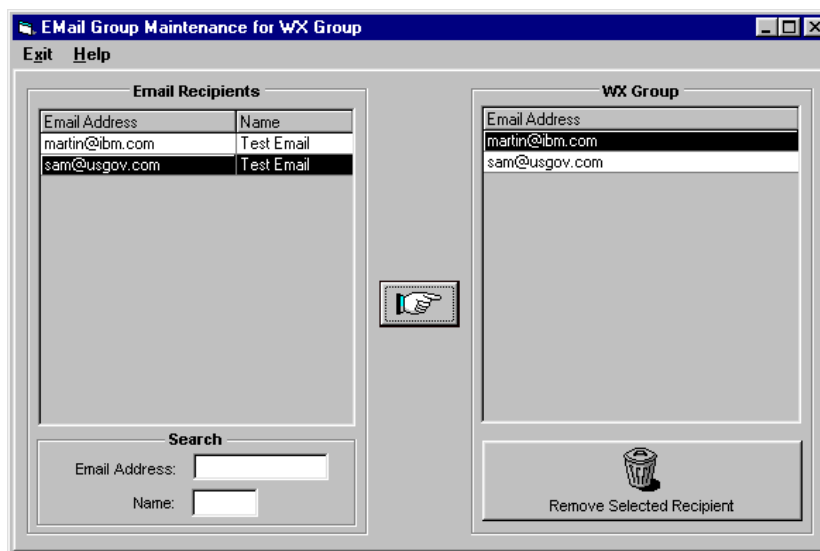 EMail Group Maintenance for WX Group
Exit Help
Email Recipients
Email Address Name
martin@ibm.com Test Email
sam@usgov.com Test Email
Search
Email Address:
Name:
WX Group
Email Address
martin@ibm.com
sam@usgov.com
Remove Selected Recipient